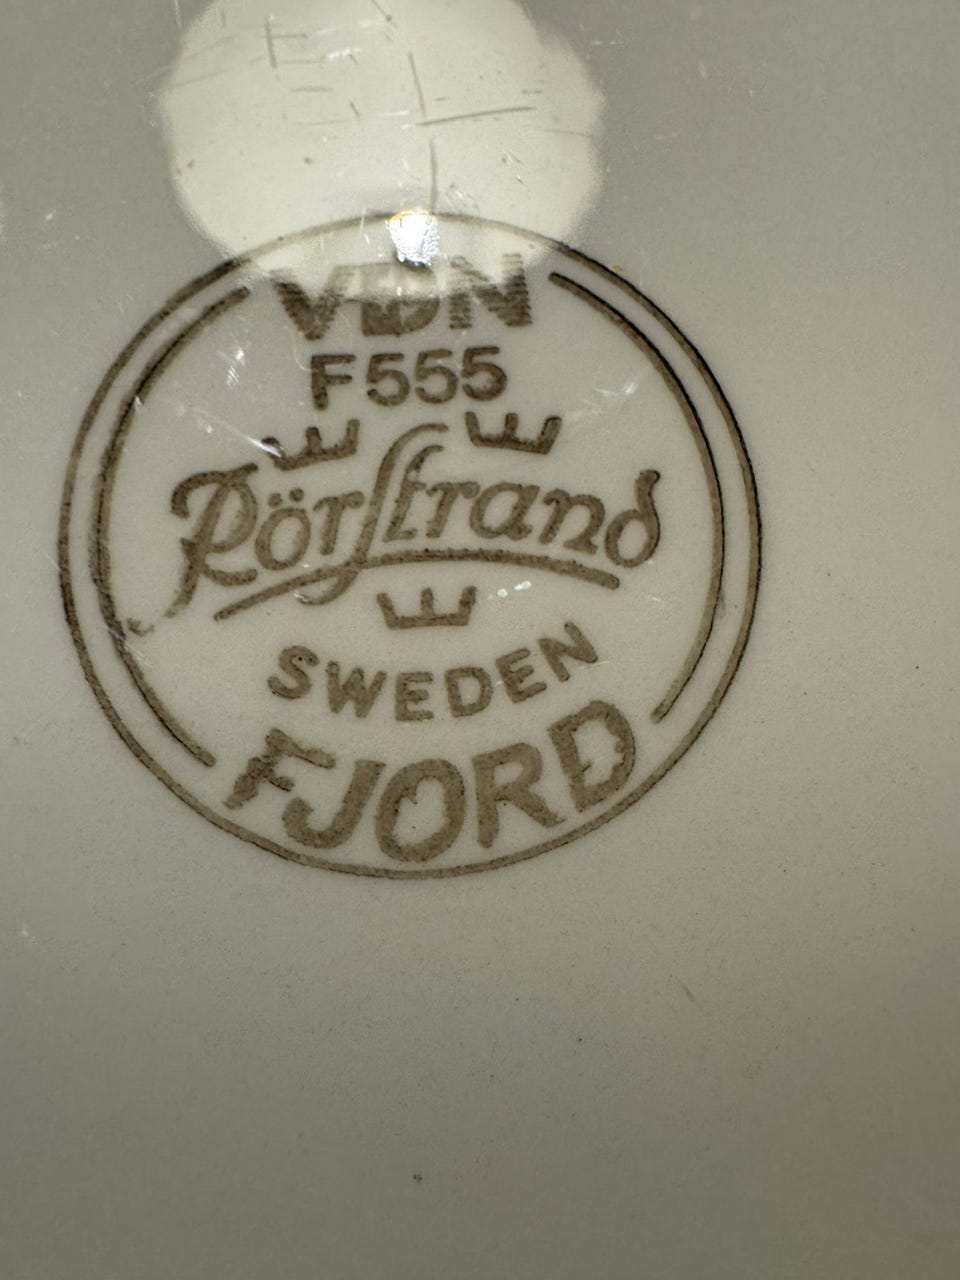 VDN
F555
Rörstrand
SWEDEN
FJORD